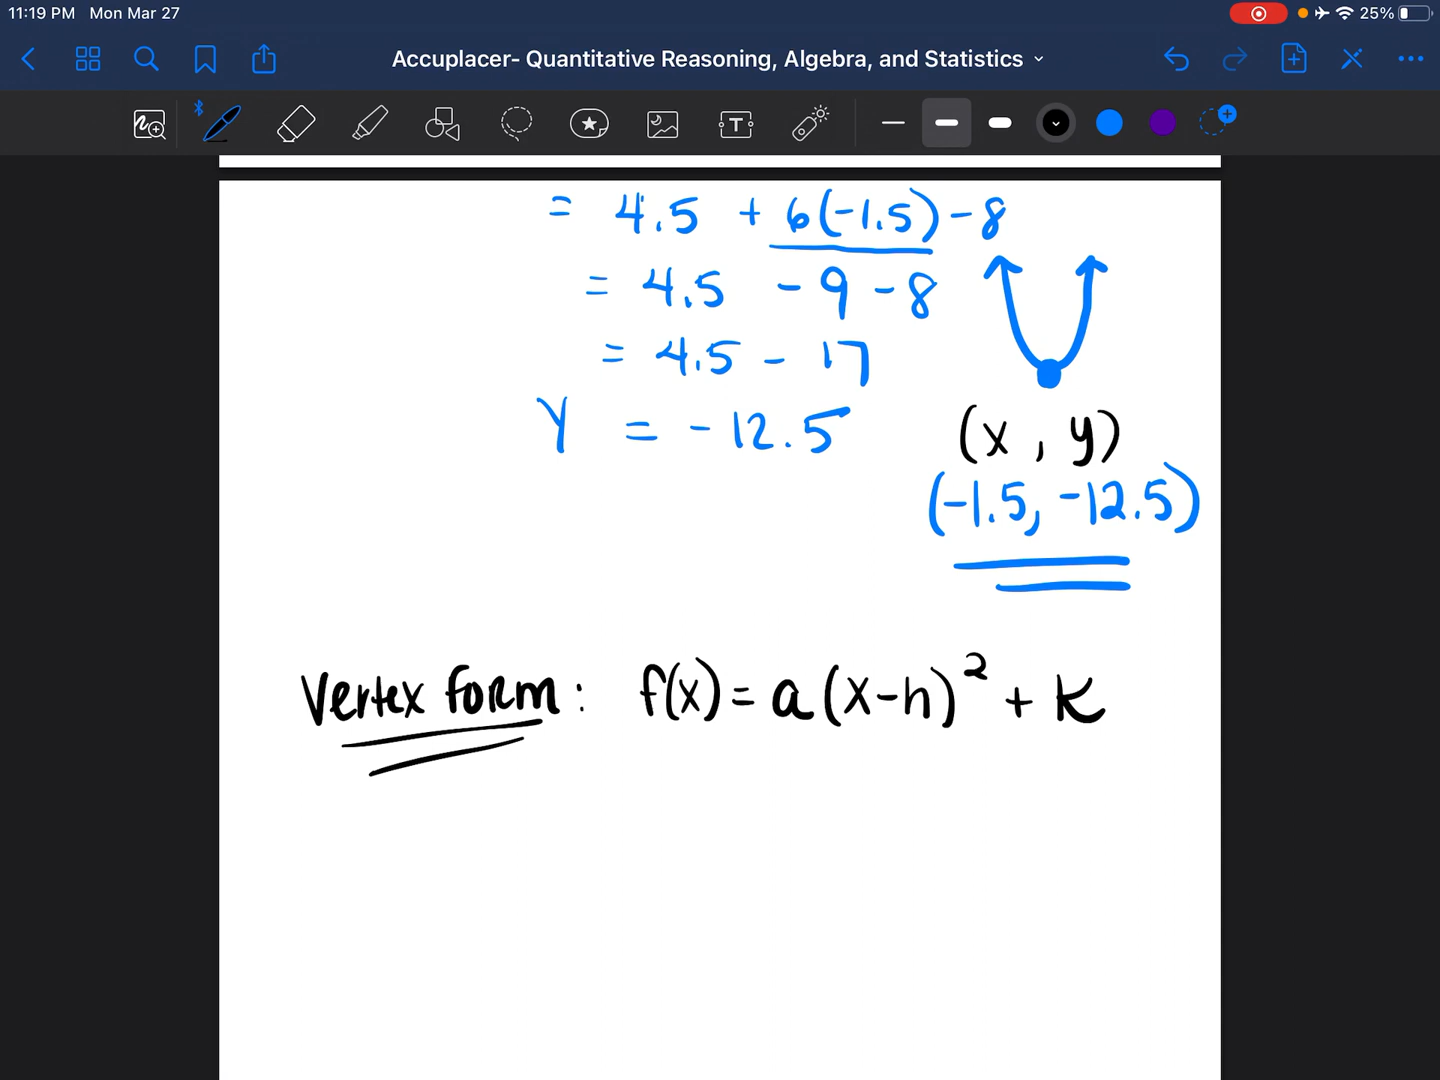 11:19 PM Mon Mar 27
25%
Accuplacer- Quantitative Reasoning, Algebra, and Statistics
T
= 4.5 + 6(-1.5) - 8
= 4.5 - 9 - 8
= 4.5 - 17
Y = -12.5
(x, y)
(-1.5, -12.5)
Vertex form: f(x) = a(x-h)² + k